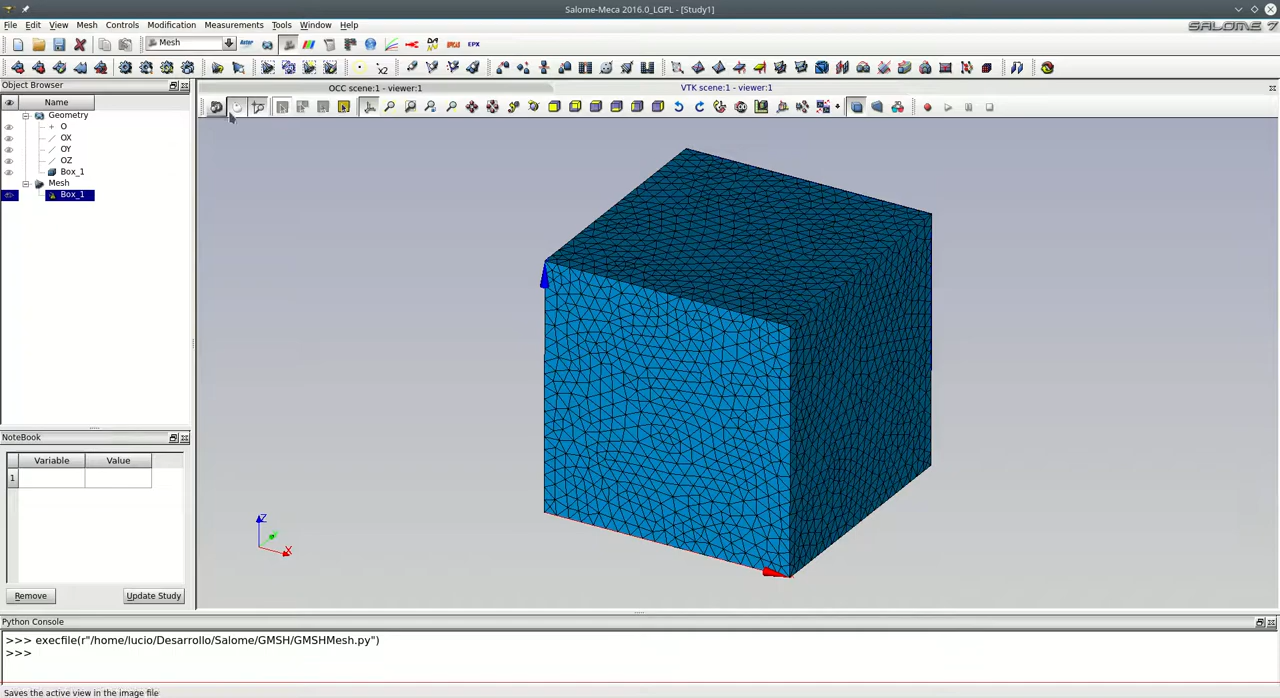 Salome-Meca 2016.0_LGPL - [Study1]
File Edit View Mesh Controls Modification Measurements Tools Window Help
SALOME 7
Mesh
x2
EPX
Object Browser
OCC scene:1 - viewer:1
VTK scene:1 - viewer:1
Name
Geometry
O
OX
OY
OZ
Box_1
Mesh
Box_1
NoteBook
Variable Value
1
Z
X
Remove Update Study
Python Console
>>> execfile(r"/home/lucio/Desarrollo/Salome/GMSH/GMSHMesh.py")
>>>
Saves the active view in the image file